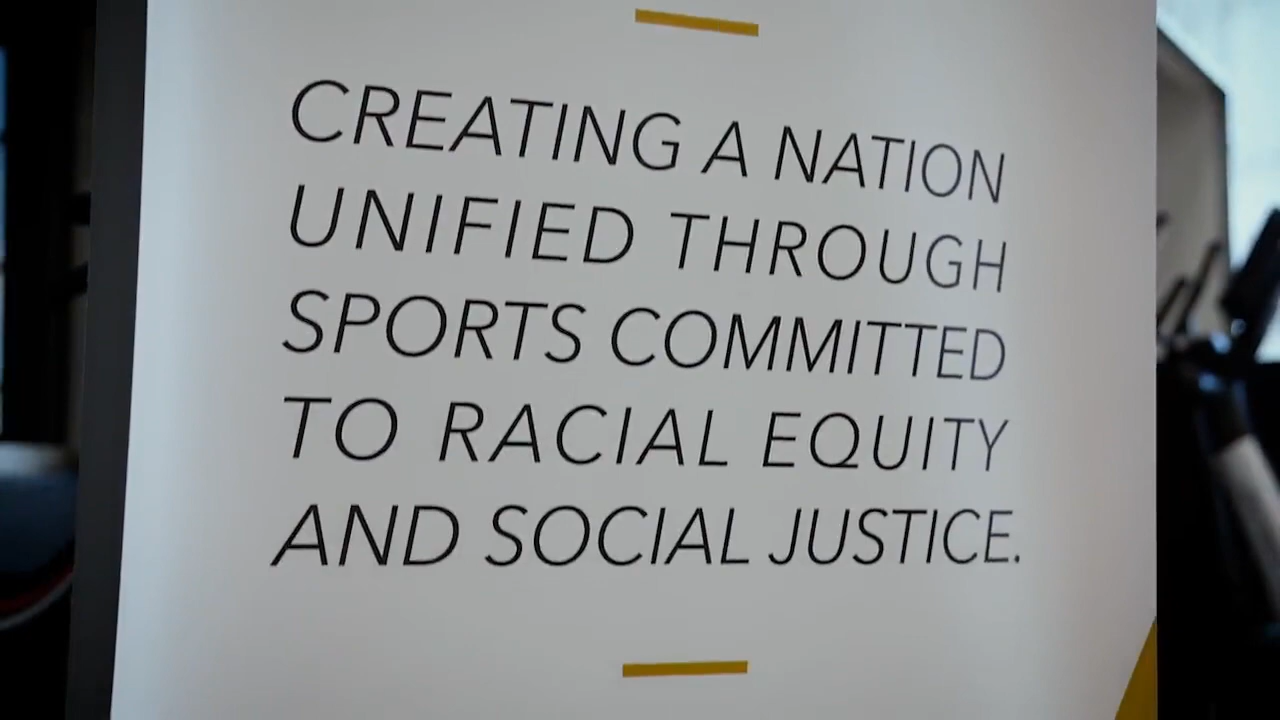 CREATING A NATION
UNIFIED THROUGH
SPORTS COMMITTED
TO RACIAL EQUITY
AND SOCIAL JUSTICE.